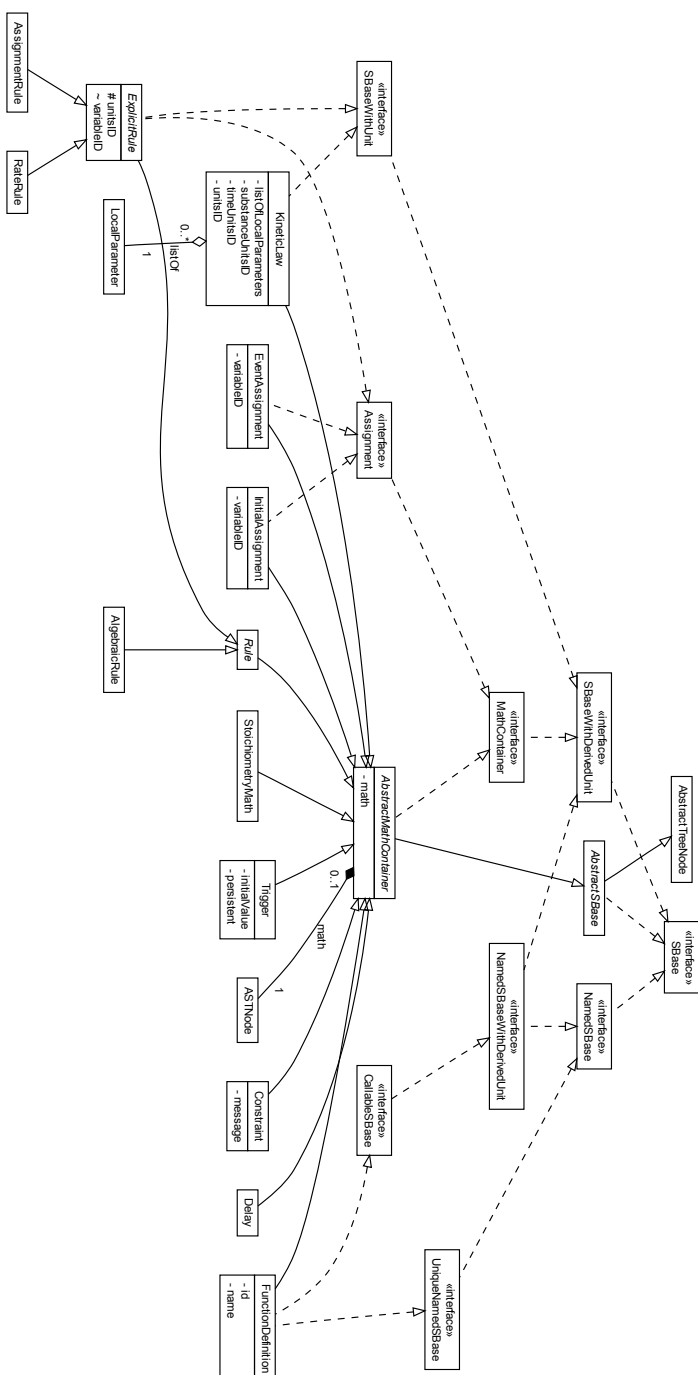 AbstractTreeNode
«interface»
SBase
«interface»
SBaseWithDerivedUnit
AbstractSBase
«interface»
NamedSBase
«interface»
MathContainer
«interface»
NamedSBaseWithDerivedUnit
«interface»
UniqueNamedSBase
«interface»
SBaseWithUnit
«interface»
Assignment
AbstractMathContainer
- math
«interface»
CallableSBase
0..1
math
1
KineticLaw
- listOfLocalParameters
- substanceUnitsID
- timeUnitsID
- unitsID
EventAssignment
- variableID
InitialAssignment
- variableID
Rule
StoichiometryMath
Trigger
- initialValue
- persistent
ASTNode
Constraint
- message
Delay
FunctionDefinition
- id
- name
0..*
listOf
1
ExplicitRule
# unitsID
~ variableID
LocalParameter
AlgebraicRule
AssignmentRule
RateRule